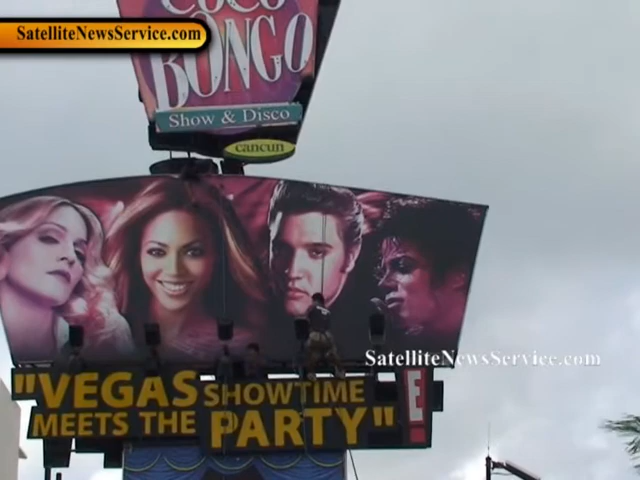 SatelliteNewsService.com
COCO
BONGO
Show & Disco
cancun
SatelliteNewsService.com
"VEGAS SHOWTIME
MEETS THE PARTY"
E!